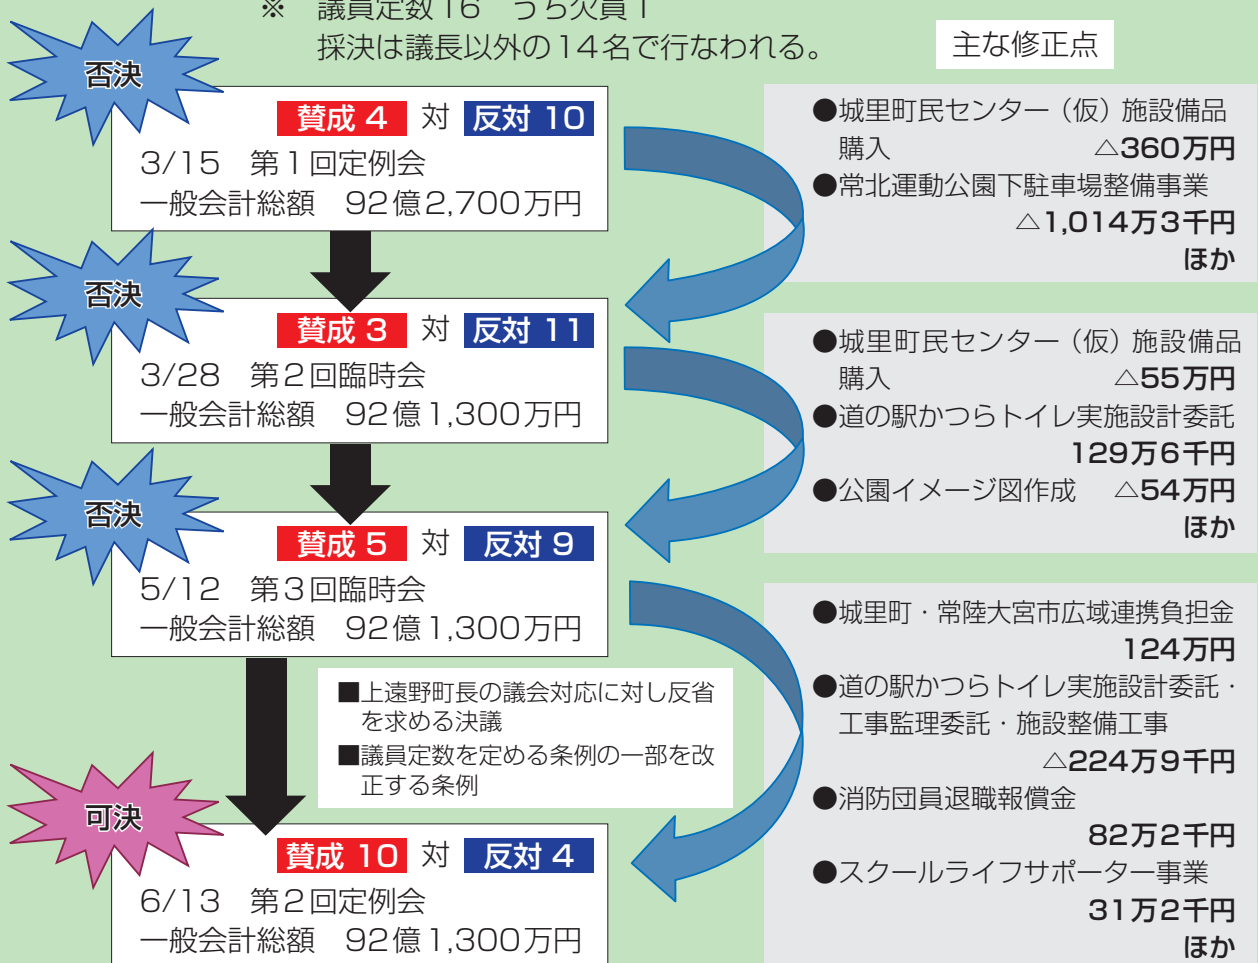 ※　議員定数16　うち欠員1
採決は議長以外の14名で行なわれる。
主な修正点
否決
賛成 4　対　反対 10
3/15　第1回定例会
一般会計総額　92億2,700万円
●城里町民センター（仮）施設備品
購入　△360万円
●常北運動公園下駐車場整備事業
△1,014万3千円
ほか
否決
賛成 3　対　反対 11
3/28　第2回臨時会
一般会計総額　92億1,300万円
●城里町民センター（仮）施設備品
購入　△55万円
●道の駅かつらトイレ実施設計委託
129万6千円
●公園イメージ図作成　△54万円
ほか
否決
賛成 5　対　反対 9
5/12　第3回臨時会
一般会計総額　92億1,300万円
■上遠野町長の議会対応に対し反省
を求める決議
■議員定数を定める条例の一部を改
正する条例
●城里町・常陸大宮市広域連携負担金
124万円
●道の駅かつらトイレ実施設計委託・
工事監理委託・施設整備工事
△224万9千円
●消防団員退職報償金
82万2千円
●スクールライフサポーター事業
31万2千円
ほか
可決
賛成 10　対　反対 4
6/13　第2回定例会
一般会計総額　92億1,300万円